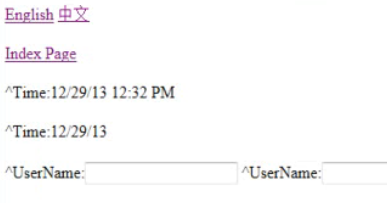 English 中文
Index Page
^Time:12/29/13 12:32 PM
^Time:12/29/13
^UserName: ^UserName: